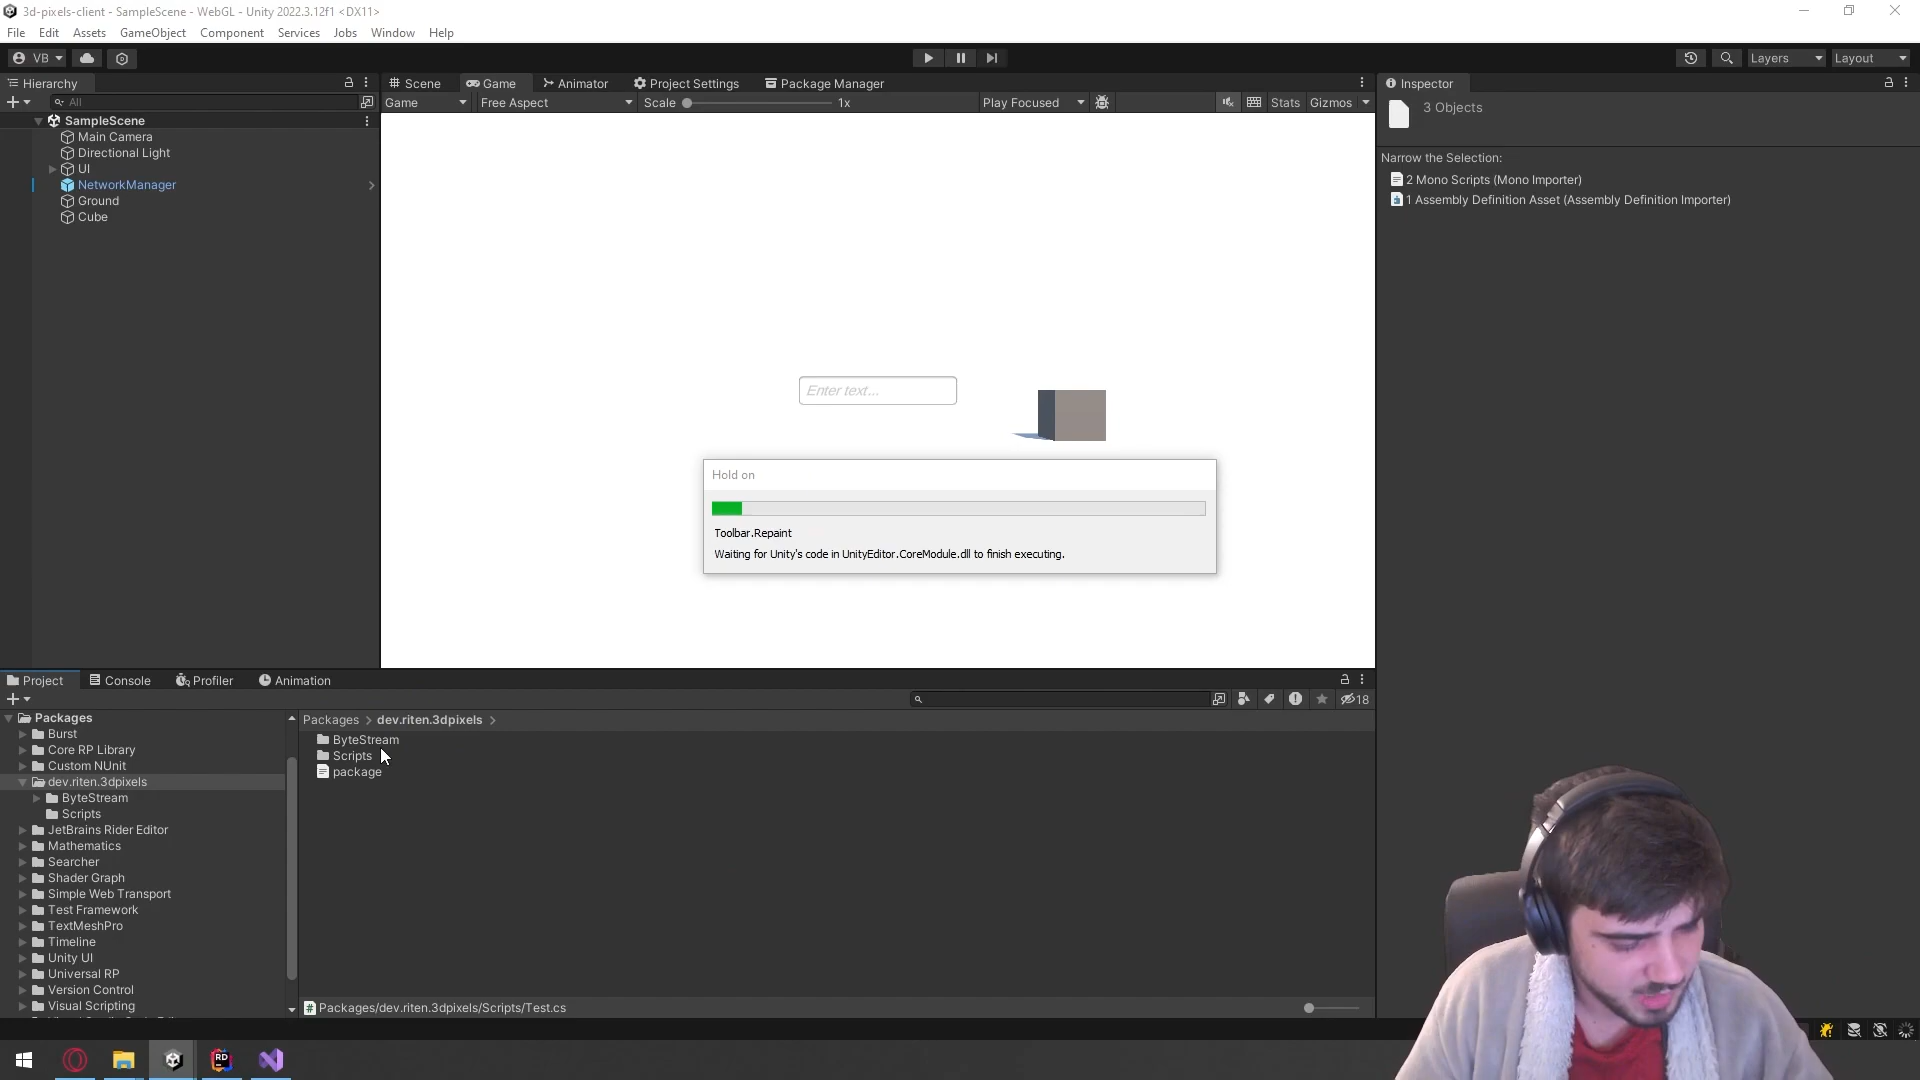 3d-pixels-client - SampleScene - WebGL - Unity 2022.3.12f1 <DX11>
File Edit Assets GameObject Component Services Jobs Window Help
VB Layers Layout
Hierarchy Scene Game Animator Project Settings Package Manager Inspector
All Game Free Aspect Scale 1x Play Focused Stats Gizmos
3 Objects
SampleScene
Main Camera
Directional Light
UI
NetworkManager
Ground
Cube
Narrow the Selection:
2 Mono Scripts (Mono Importer)
1 Assembly Definition Asset (Assembly Definition Importer)
Enter text...
Hold on
Toolbar.Repaint
Waiting for Unity's code in UnityEditor.CoreModule.dll to finish executing.
Project Console Profiler Animation
18
Packages
Burst
Core RP Library
Custom NUnit
dev.riten.3dpixels
ByteStream
Scripts
JetBrains Rider Editor
Mathematics
Searcher
Shader Graph
Simple Web Transport
Test Framework
TextMeshPro
Timeline
Unity UI
Universal RP
Version Control
Visual Scripting
Packages > dev.riten.3dpixels >
ByteStream
Scripts
package
Packages/dev.riten.3dpixels/Scripts/Test.cs
RD